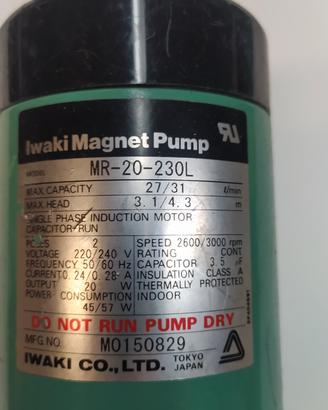 Iwaki Magnet Pump
MODEL MR-20-230L
MAX. CAPACITY 27/31 ℓ/min
MAX. HEAD 3.1/4.3 m
SINGLE PHASE INDUCTION MOTOR
CAPACITOR RUN
POLES 2 SPEED 2600/3000 rpm
VOLTAGE 220/240 V RATING CONT
FREQUENCY 50/60 Hz CAPACITOR 3.5 μF
CURRENT 0.24/0.28 A INSULATION CLASS A
OUTPUT 20 W THERMALLY PROTECTED
POWER CONSUMPTION INDOOR
45/57 W
DO NOT RUN PUMP DRY
MFG NO. M0150829
IWAKI CO., LTD. TOKYO
JAPAN